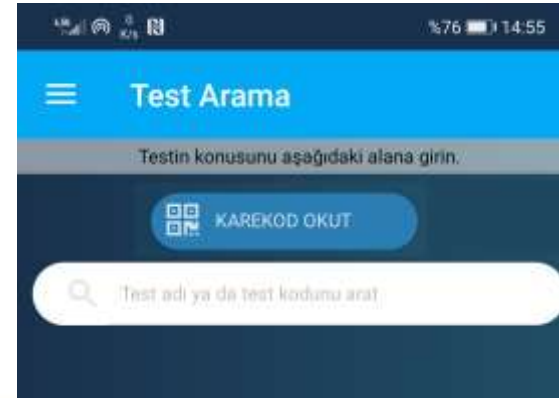 %76 14:55
Test Arama
Testin konusunu aşağıdaki alana girin.
KAREKOD OKUT
Test adı ya da test kodunu arat